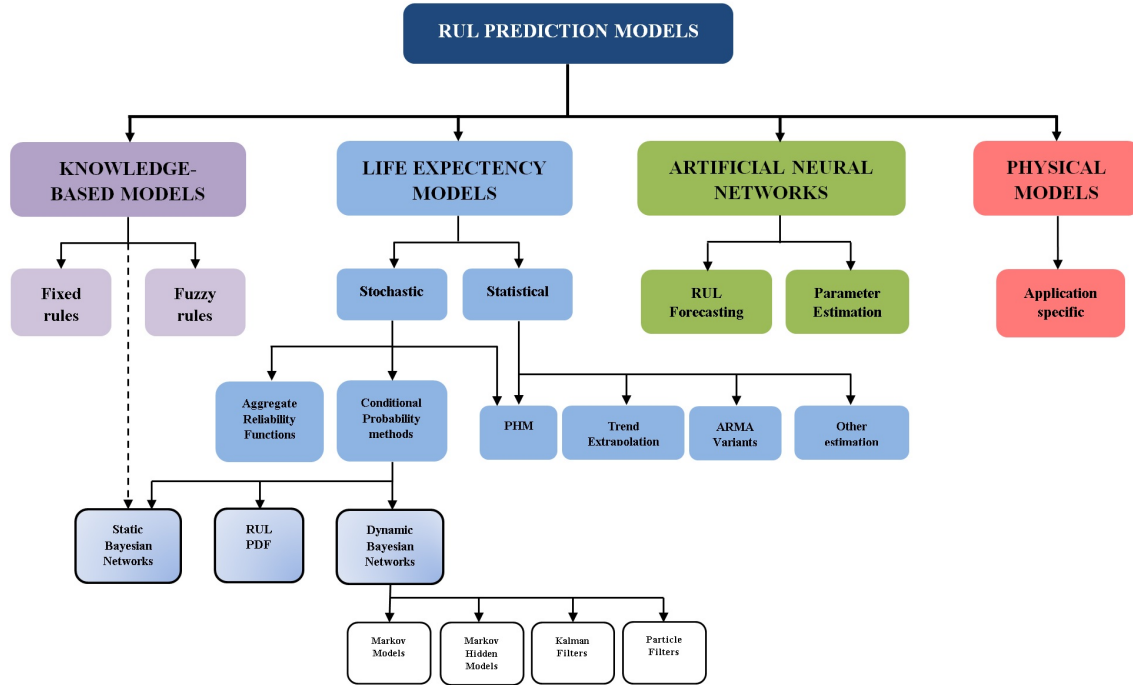 RUL PREDICTION MODELS
KNOWLEDGE-
BASED MODELS
LIFE EXPECTENCY
MODELS
ARTIFICIAL NEURAL
NETWORKS
PHYSICAL
MODELS
Fixed
rules
Fuzzy
rules
Stochastic
Statistical
RUL
Forecasting
Parameter
Estimation
Application
specific
Aggregate
Reliability
Functions
Conditional
Probability
methods
PHM
Trend
Extrapolation
ARMA
Variants
Other
estimation
Static
Bayesian
Networks
RUL
PDF
Dynamic
Bayesian
Networks
Markov
Models
Markov
Hidden
Models
Kalman
Filters
Particle
Filters